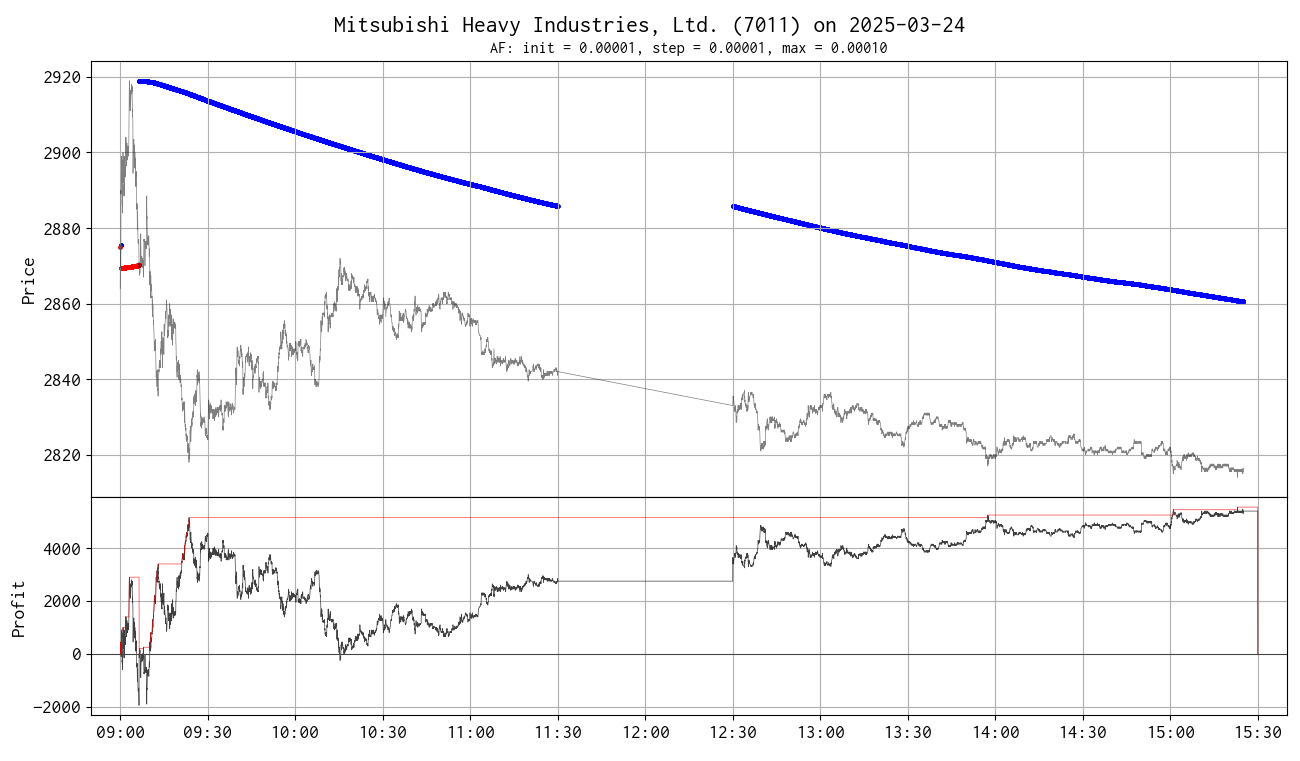 Mitsubishi Heavy Industries, Ltd. (7011) on 2025-03-24
AF: init = 0.00001, step = 0.00001, max = 0.00010
Price
2920
2900
2880
2860
2840
2820
Profit
4000
2000
0
−2000
09:00 09:30 10:00 10:30 11:00 11:30 12:00 12:30 13:00 13:30 14:00 14:30 15:00 15:30